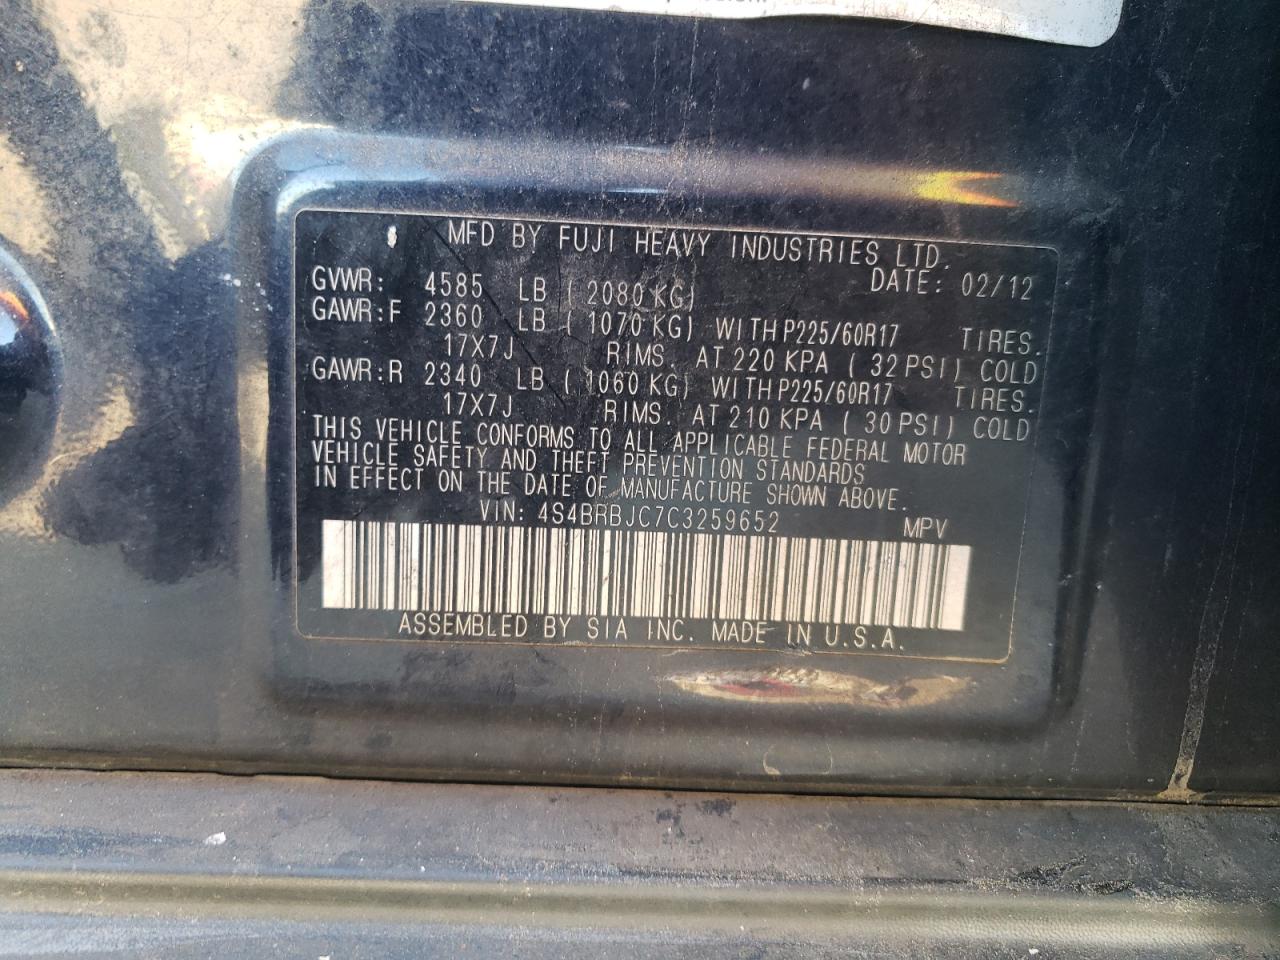 MFD BY FUJI HEAVY INDUSTRIES LTD.
DATE: 02/12
GVWR: 4585 LB (2080 KG)
GAWR:F 2360 LB (1070 KG) WITH P225/60R17 TIRES.
17X7J RIMS. AT 220 KPA (32 PSI) COLD
GAWR:R 2340 LB (1060 KG) WITH P225/60R17 TIRES.
17X7J RIMS. AT 210 KPA (30 PSI) COLD
THIS VEHICLE CONFORMS TO ALL APPLICABLE FEDERAL MOTOR
VEHICLE SAFETY AND THEFT PREVENTION STANDARDS
IN EFFECT ON THE DATE OF MANUFACTURE SHOWN ABOVE.
VIN: 4S4BRBJC7C3259652 MPV
ASSEMBLED BY SIA INC. MADE IN U.S.A.